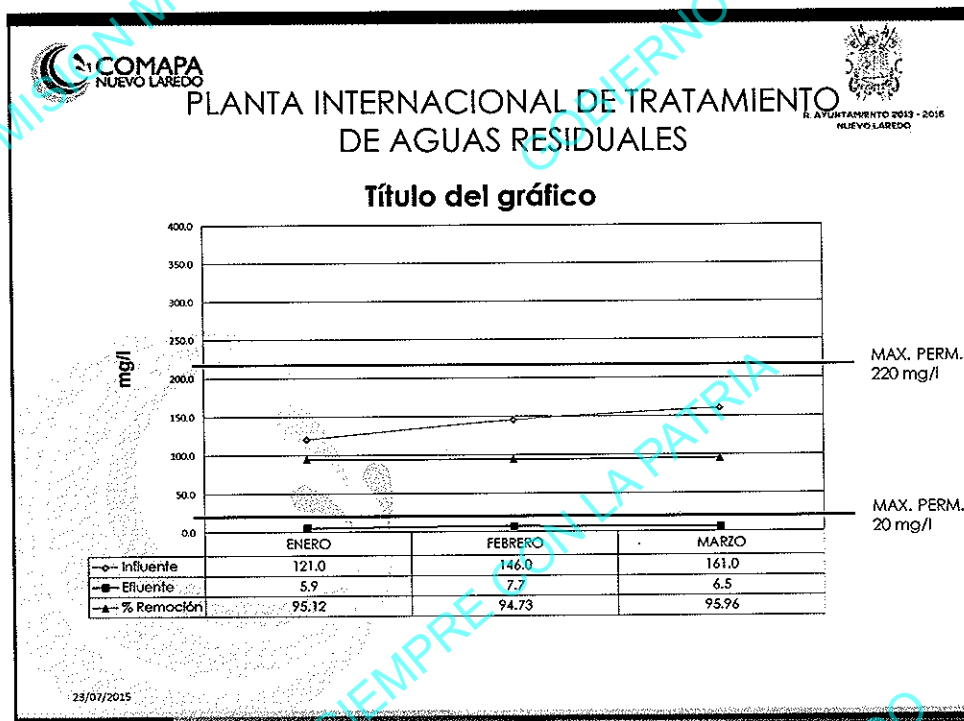 MISION M
GOBIERNO
COMAPA
NUEVO LAREDO
R. AYUNTAMIENTO 2013 - 2016
NUEVO LAREDO
PLANTA INTERNACIONAL DE TRATAMIENTO
DE AGUAS RESIDUALES
Título del gráfico
400.0
350.0
300.0
250.0
200.0
150.0
100.0
50.0
0.0
mg/l
MAX. PERM.
220 mg/l
MAX. PERM.
20 mg/l
ENERO FEBRERO MARZO
Influente 121.0 146.0 161.0
Efluente 5.9 7.7 6.5
% Remoción 95.12 94.73 95.96
SIEMPRE CON LA PATRIA
23/07/2015